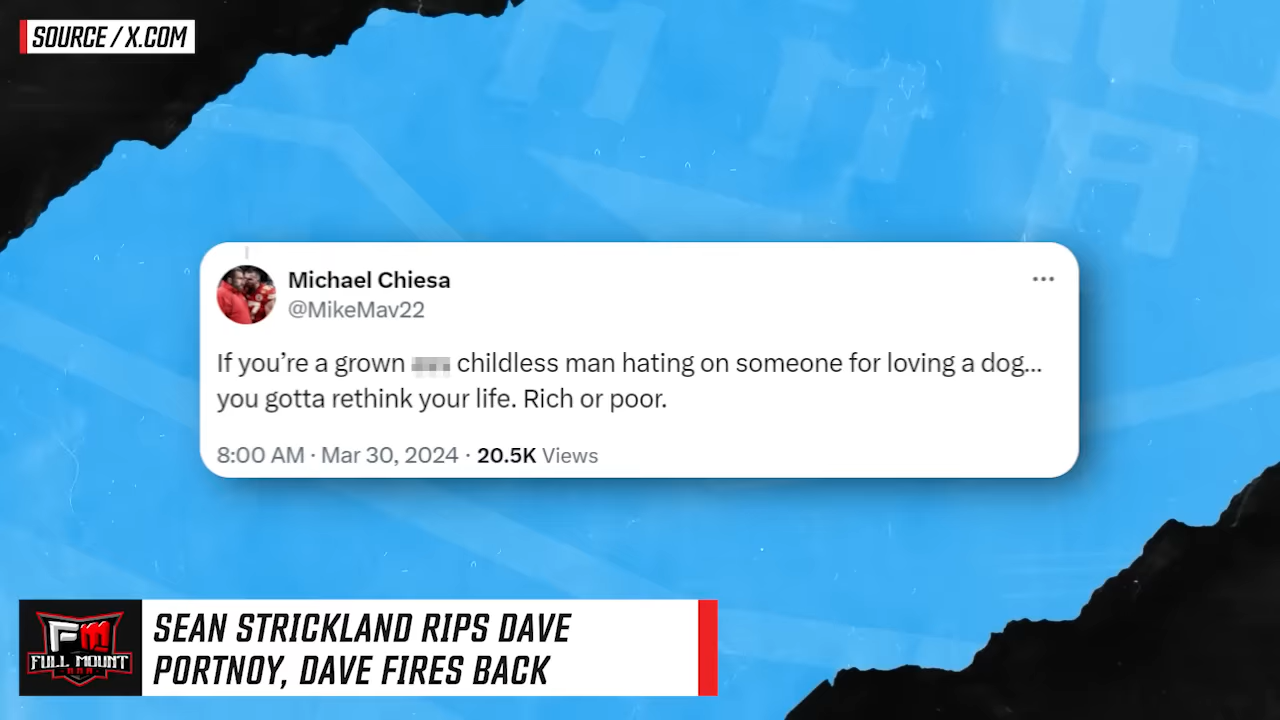 SOURCE / X.COM
Michael Chiesa
@MikeMav22
If you’re a grown childless man hating on someone for loving a dog...
you gotta rethink your life. Rich or poor.
8:00 AM · Mar 30, 2024 · 20.5K Views
FM
FULL MOUNT
MMA
SEAN STRICKLAND RIPS DAVE
PORTNOY, DAVE FIRES BACK